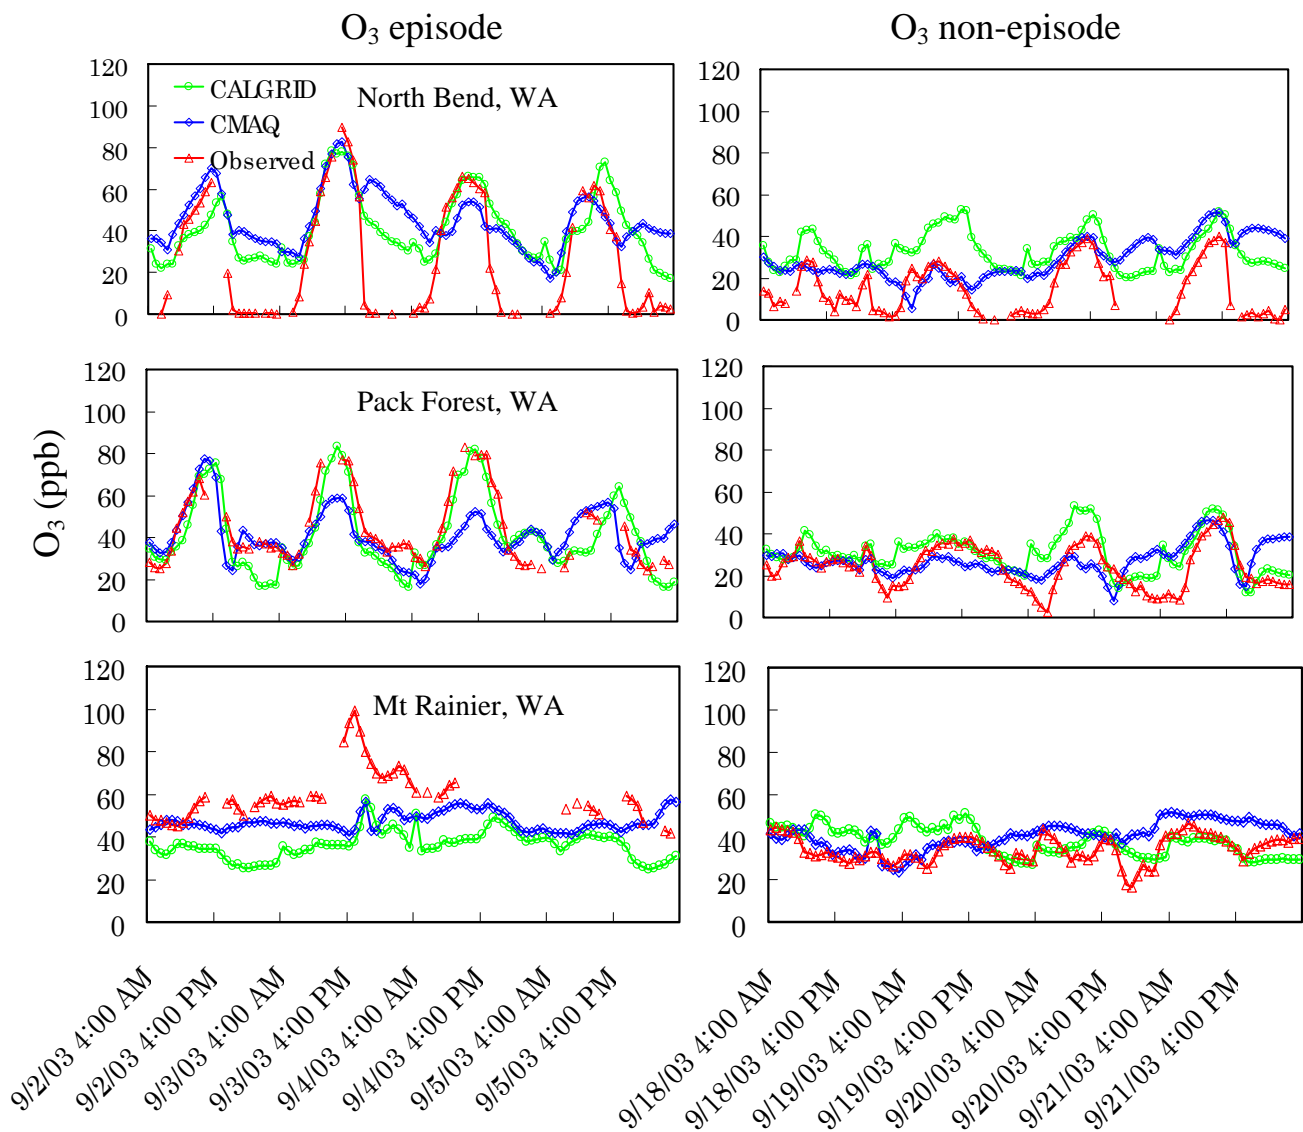 O₃ episode
O₃ non-episode
120
100
80
60
40
20
0
CALGRID
CMAQ
Observed
North Bend, WA
120
100
80
60
40
20
0
O₃ (ppb)
120
100
80
60
40
20
0
Pack Forest, WA
120
100
80
60
40
20
0
120
100
80
60
40
20
0
Mt Rainier, WA
120
100
80
60
40
20
0
9/2/03 4:00 AM
9/2/03 4:00 PM
9/3/03 4:00 AM
9/3/03 4:00 PM
9/4/03 4:00 AM
9/4/03 4:00 PM
9/5/03 4:00 AM
9/5/03 4:00 PM
9/18/03 4:00 AM
9/18/03 4:00 PM
9/19/03 4:00 AM
9/19/03 4:00 PM
9/20/03 4:00 AM
9/20/03 4:00 PM
9/21/03 4:00 AM
9/21/03 4:00 PM